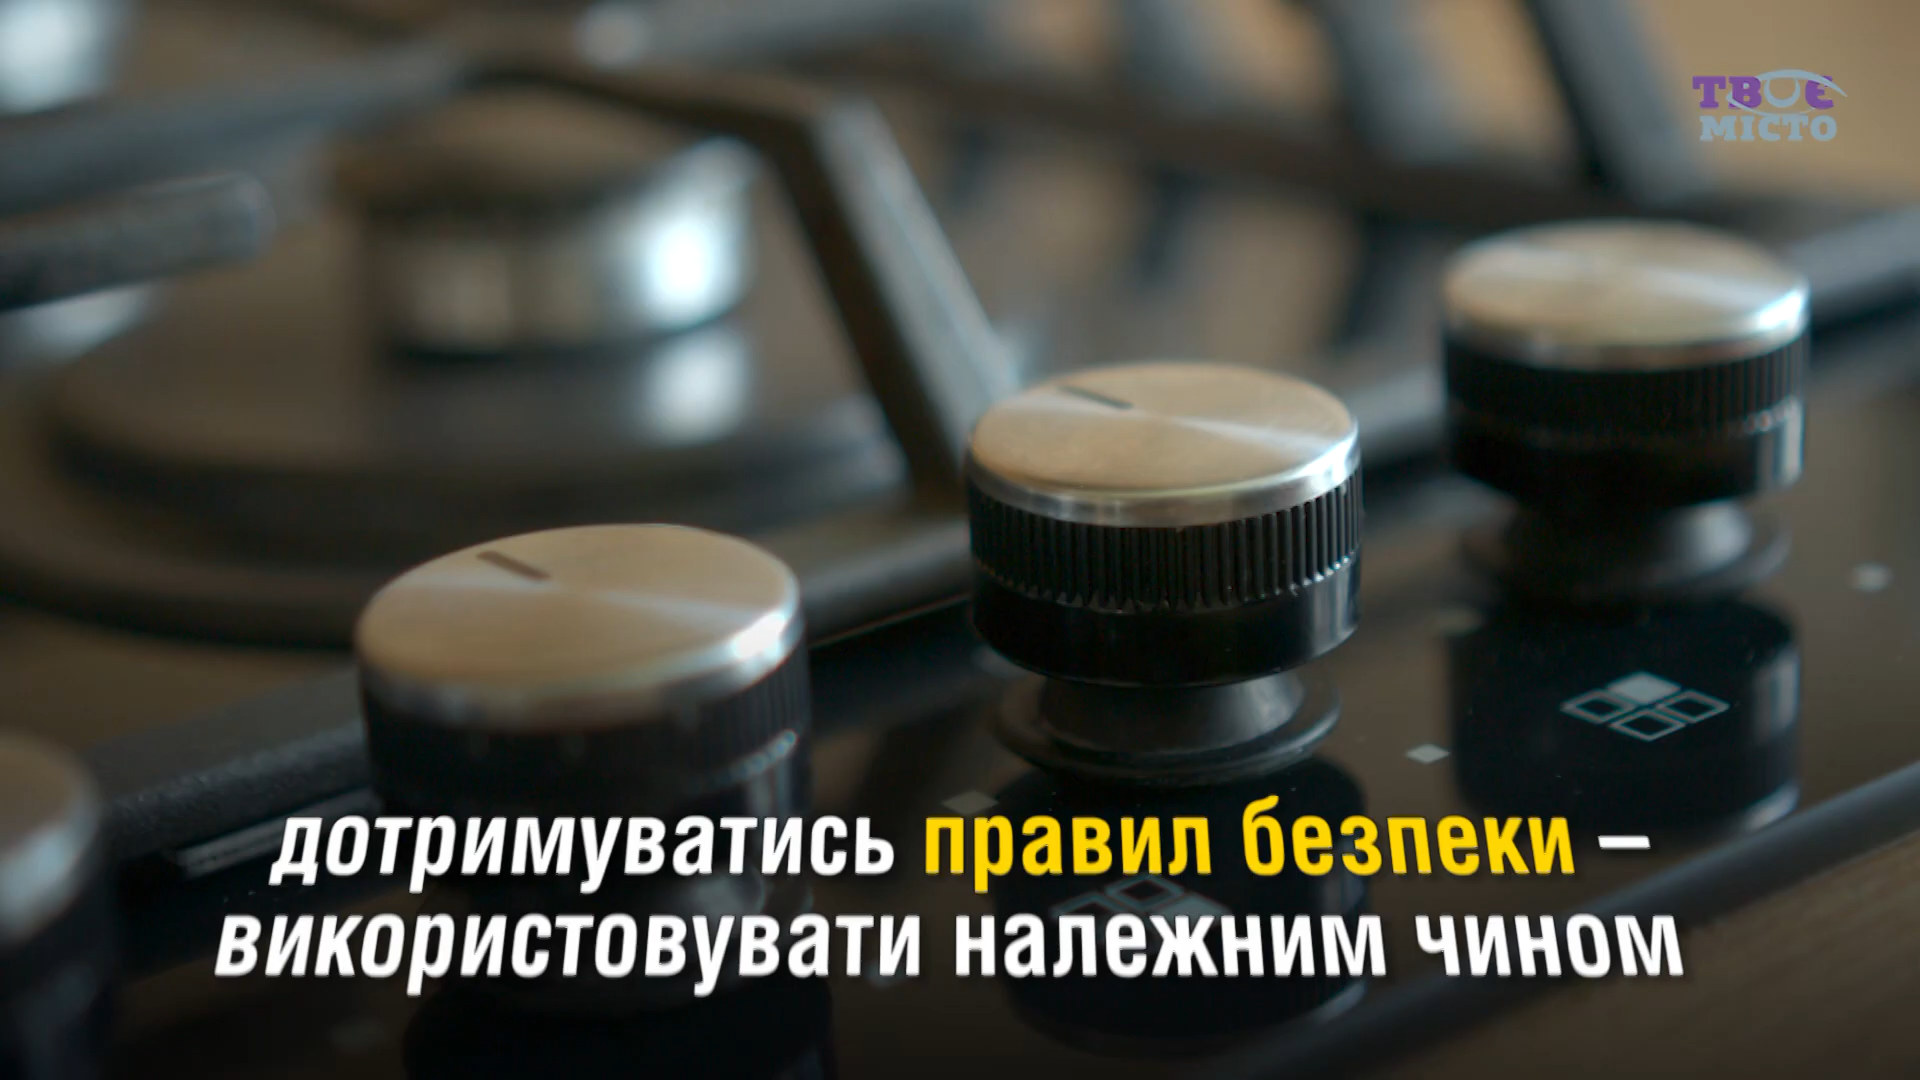 ТВОЄ
МІСТО
дотримуватись правил безпеки –
використовувати належним чином